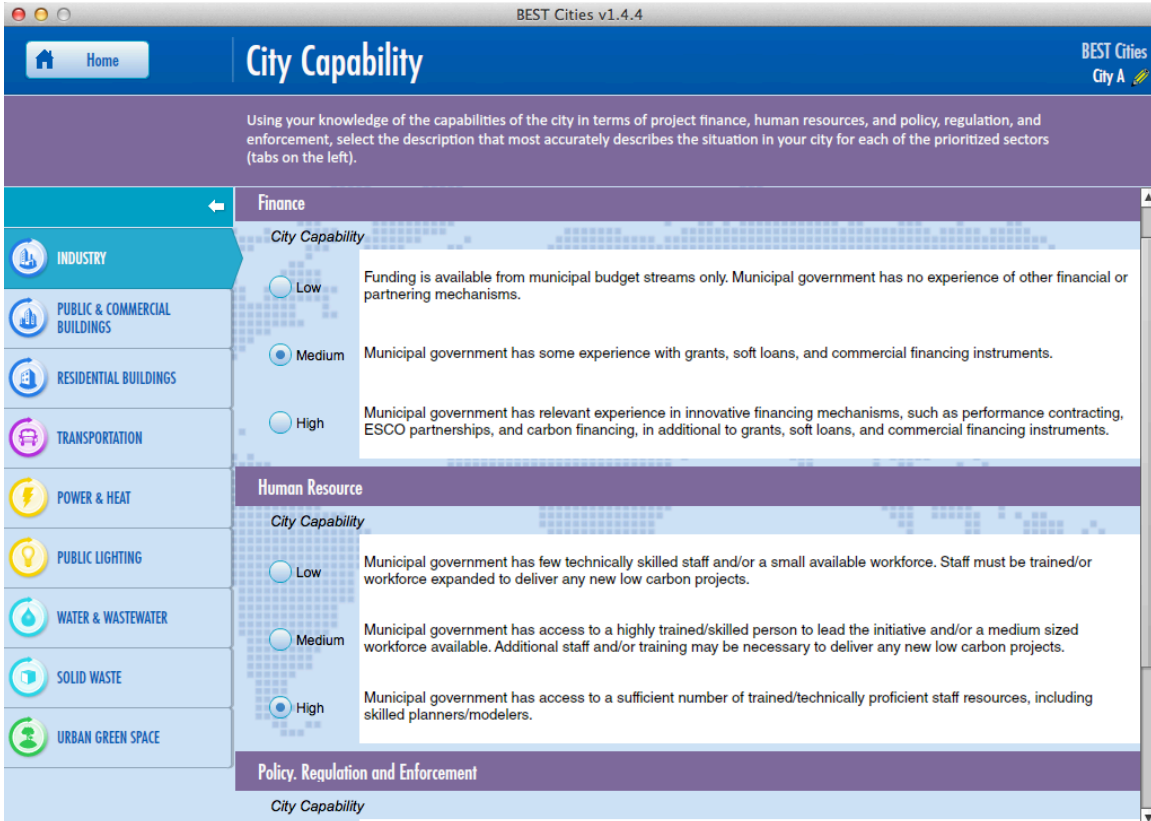 BEST Cities v1.4.4
Home
City Capability
BEST Cities
City A
Using your knowledge of the capabilities of the city in terms of project finance, human resources, and policy, regulation, and
enforcement, select the description that most accurately describes the situation in your city for each of the prioritized sectors
(tabs on the left).
INDUSTRY
PUBLIC & COMMERCIAL
BUILDINGS
RESIDENTIAL BUILDINGS
TRANSPORTATION
POWER & HEAT
PUBLIC LIGHTING
WATER & WASTEWATER
SOLID WASTE
URBAN GREEN SPACE
Finance
City Capability
Low
Funding is available from municipal budget streams only. Municipal government has no experience of other financial or
partnering mechanisms.
Medium
Municipal government has some experience with grants, soft loans, and commercial financing instruments.
High
Municipal government has relevant experience in innovative financing mechanisms, such as performance contracting,
ESCO partnerships, and carbon financing, in additional to grants, soft loans, and commercial financing instruments.
Human Resource
City Capability
Low
Municipal government has few technically skilled staff and/or a small available workforce. Staff must be trained/or
workforce expanded to deliver any new low carbon projects.
Medium
Municipal government has access to a highly trained/skilled person to lead the initiative and/or a medium sized
workforce available. Additional staff and/or training may be necessary to deliver any new low carbon projects.
High
Municipal government has access to a sufficient number of trained/technically proficient staff resources, including
skilled planners/modelers.
Policy. Regulation and Enforcement
City Capability